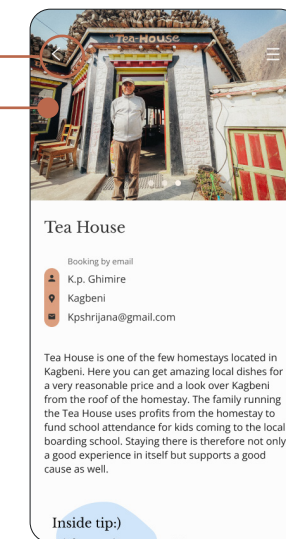 Tea-House
Tea House
Booking by email
K.p. Ghimire
Kagbeni
Kpshrijana@gmail.com
Tea House is one of the few homestays located in
Kagbeni. Here you can get amazing local dishes for
a very reasonable price and a look over Kagbeni
from the roof of the homestay. The family running
the Tea House uses profits from the homestay to
fund school attendance for kids coming to the local
boarding school. Staying there is therefore not only
a good experience in itself but supports a good
cause as well.
Inside tip:)